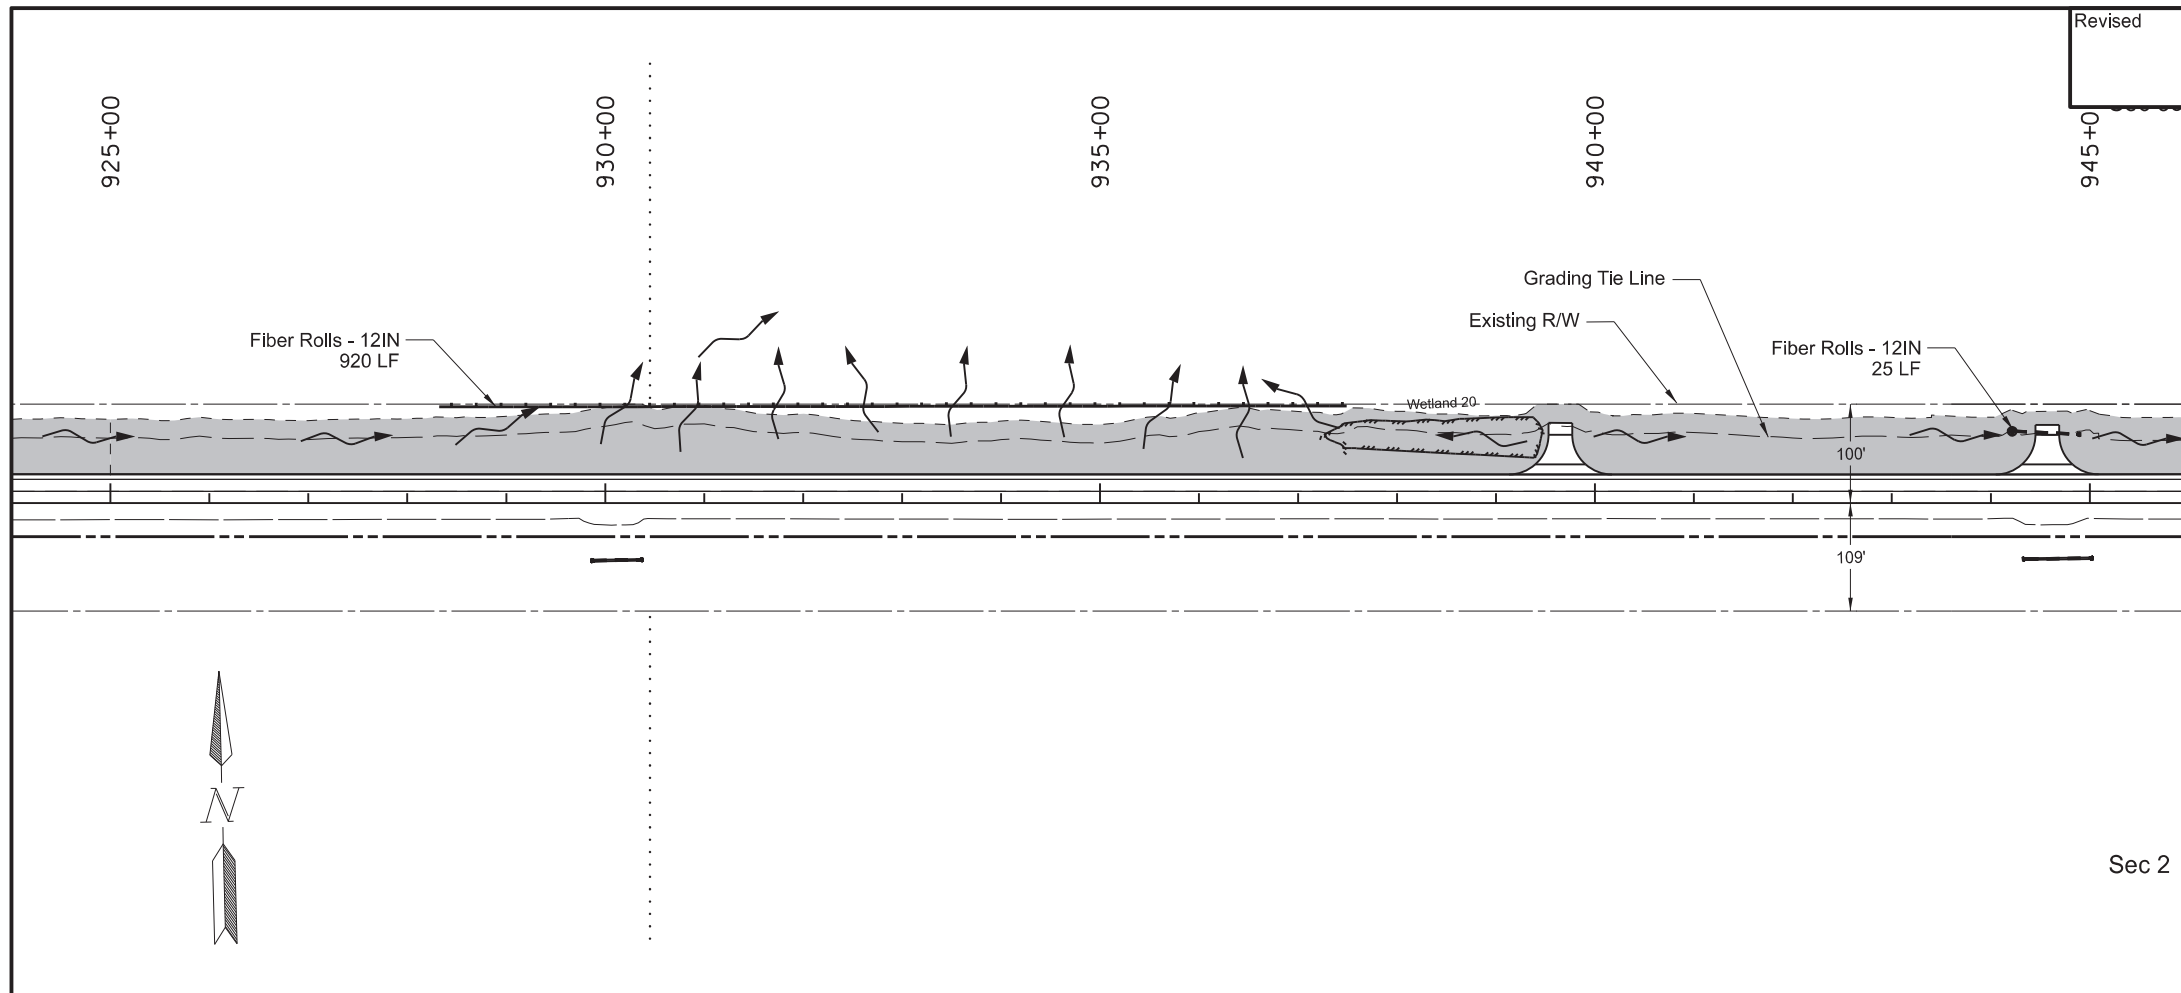 Revised
925+00
930+00
935+00
940+00
945+0
Grading Tie Line
Existing R/W
Fiber Rolls - 12IN
920 LF
Fiber Rolls - 12IN
25 LF
Wetland 20
100'
109'
N
Sec 2